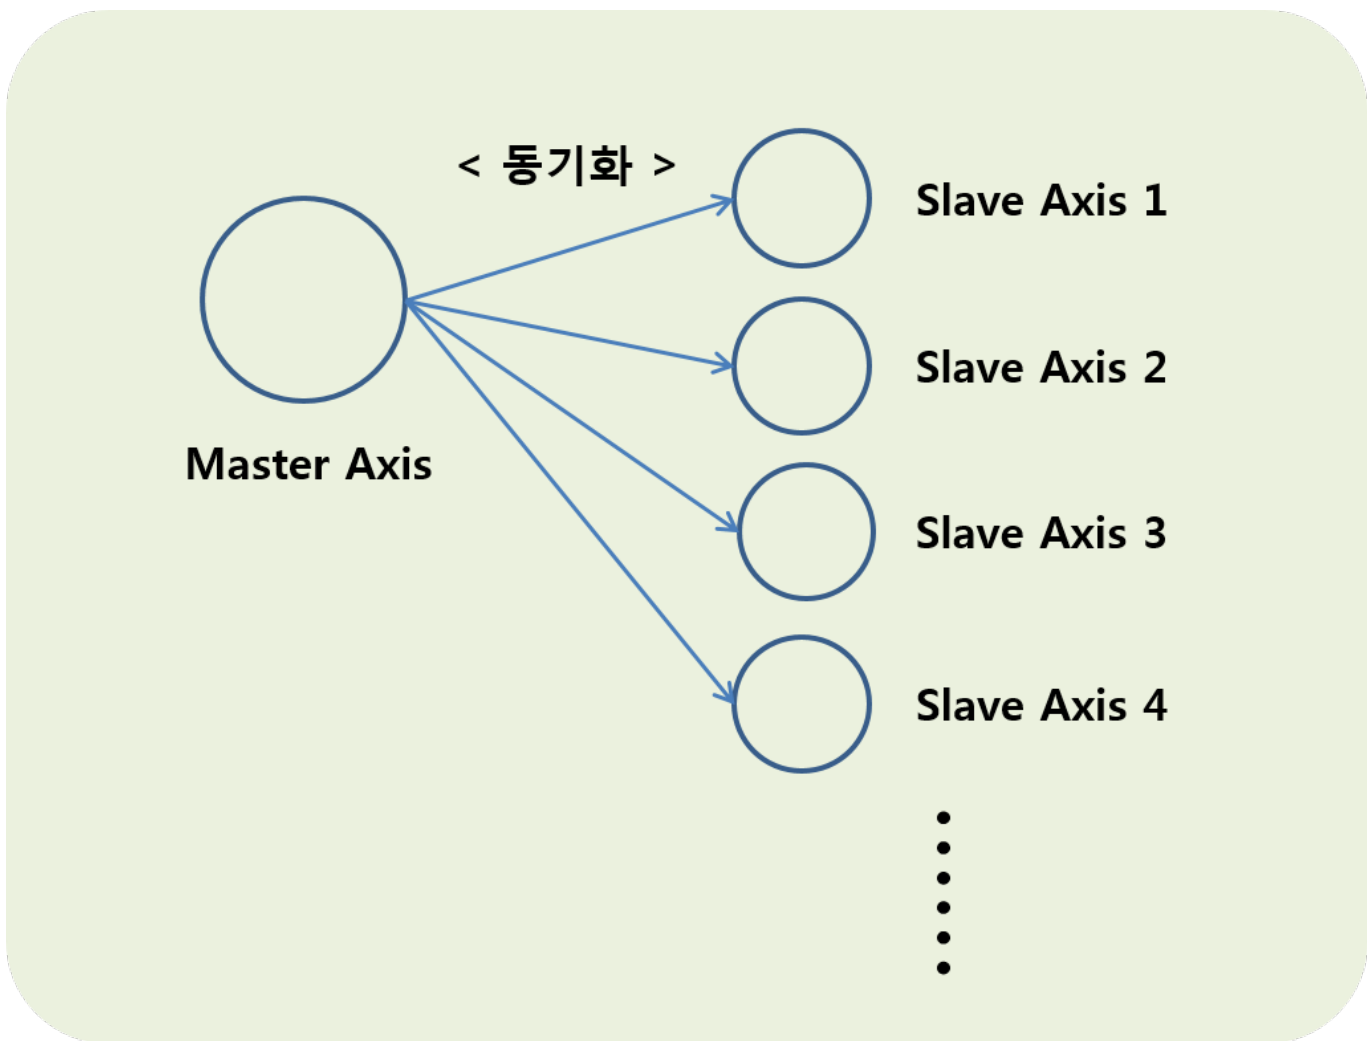 < 동기화 >
Slave Axis 1
Slave Axis 2
Master Axis
Slave Axis 3
Slave Axis 4